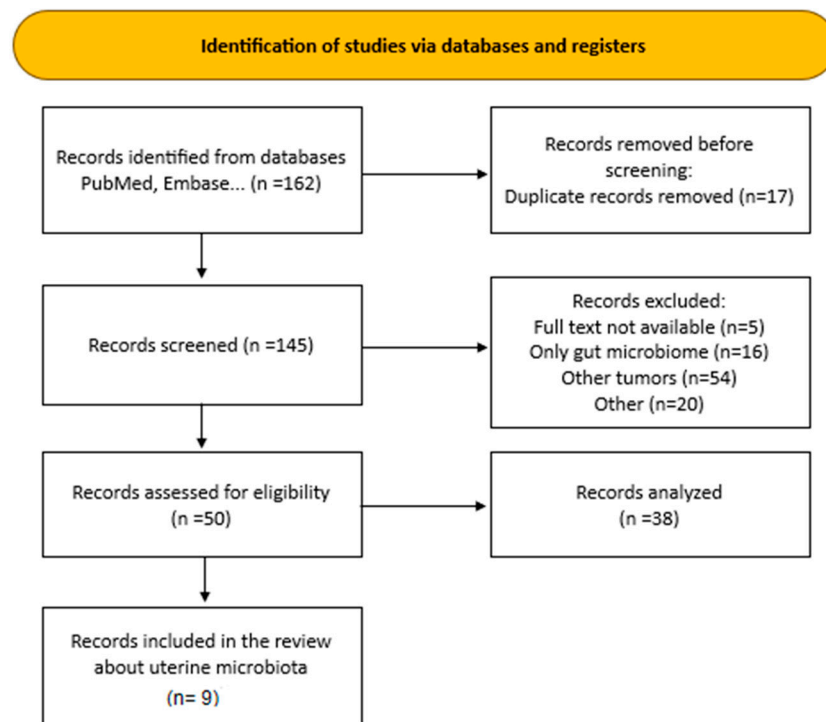 Identification of studies via databases and registers
Records identified from databases
PubMed, Embase... (n =162)
Records removed before
screening:
Duplicate records removed (n=17)
Records screened (n =145)
Records excluded:
Full text not available (n=5)
Only gut microbiome (n=16)
Other tumors (n=54)
Other (n=20)
Records assessed for eligibility
(n =50)
Records analyzed
(n =38)
Records included in the review
about uterine microbiota
(n= 9)